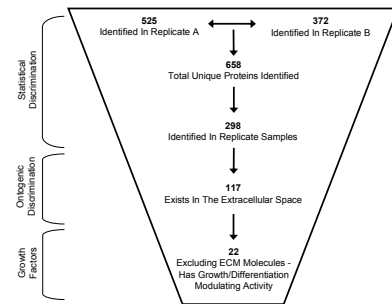 525
Identified In Replicate A
372
Identified In Replicate B
658
Total Unique Proteins Identified
298
Identified In Replicate Samples
117
Exists In The Extracellular Space
22
Excluding ECM Molecules -
Has Growth/Differentiation
Modulating Activity
Statistical
Discrimination
Ontogenic
Discrimination
Growth
Factors